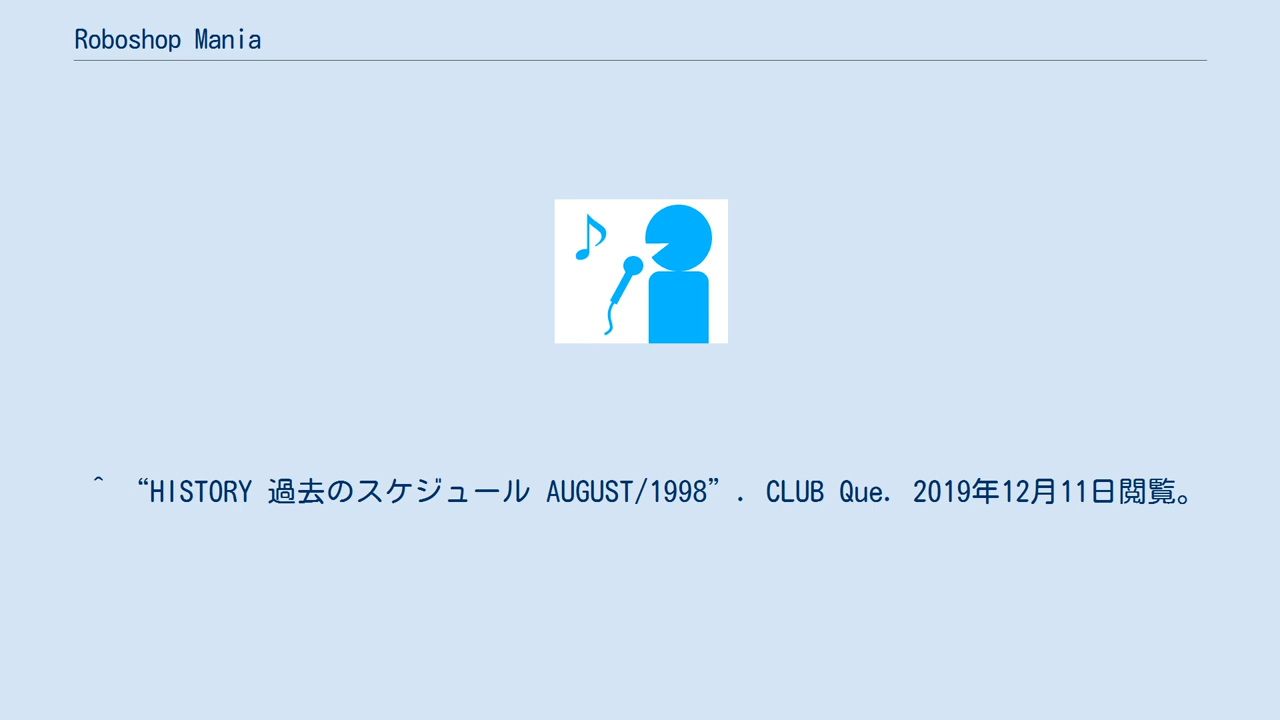 Roboshop Mania
^ “HISTORY 過去のスケジュール AUGUST/1998”. CLUB Que. 2019年12月11日閲覧。